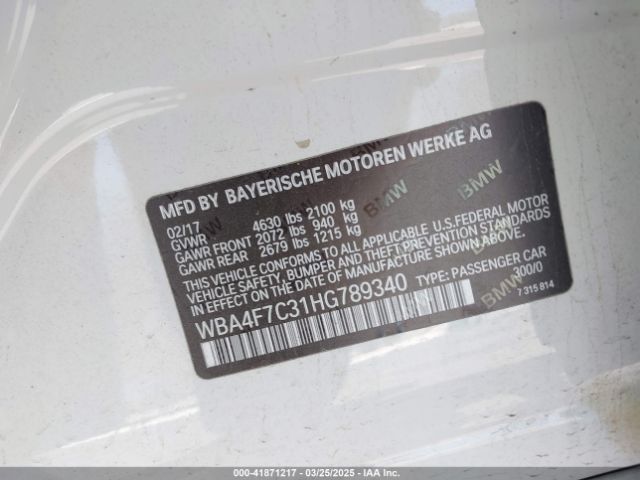 MFD BY BAYERISCHE MOTOREN WERKE AG
02/17
GVWR 4630 lbs 2100 kg
GAWR FRONT 2072 lbs 940 kg
GAWR REAR 2679 lbs 1215 kg
THIS VEHICLE CONFORMS TO ALL APPLICABLE U.S.FEDERAL MOTOR
VEHICLE SAFETY, BUMPER, AND THEFT PREVENTION STANDARDS
IN EFFECT ON THE DATE OF MANUFACTURE SHOWN ABOVE.
WBA4F7C31HG789340 TYPE: PASSENGER CAR
300/0
7 315 814
BMW
BMW
BMW
BMW
000-41871217 - 03/25/2025 - IAA Inc.